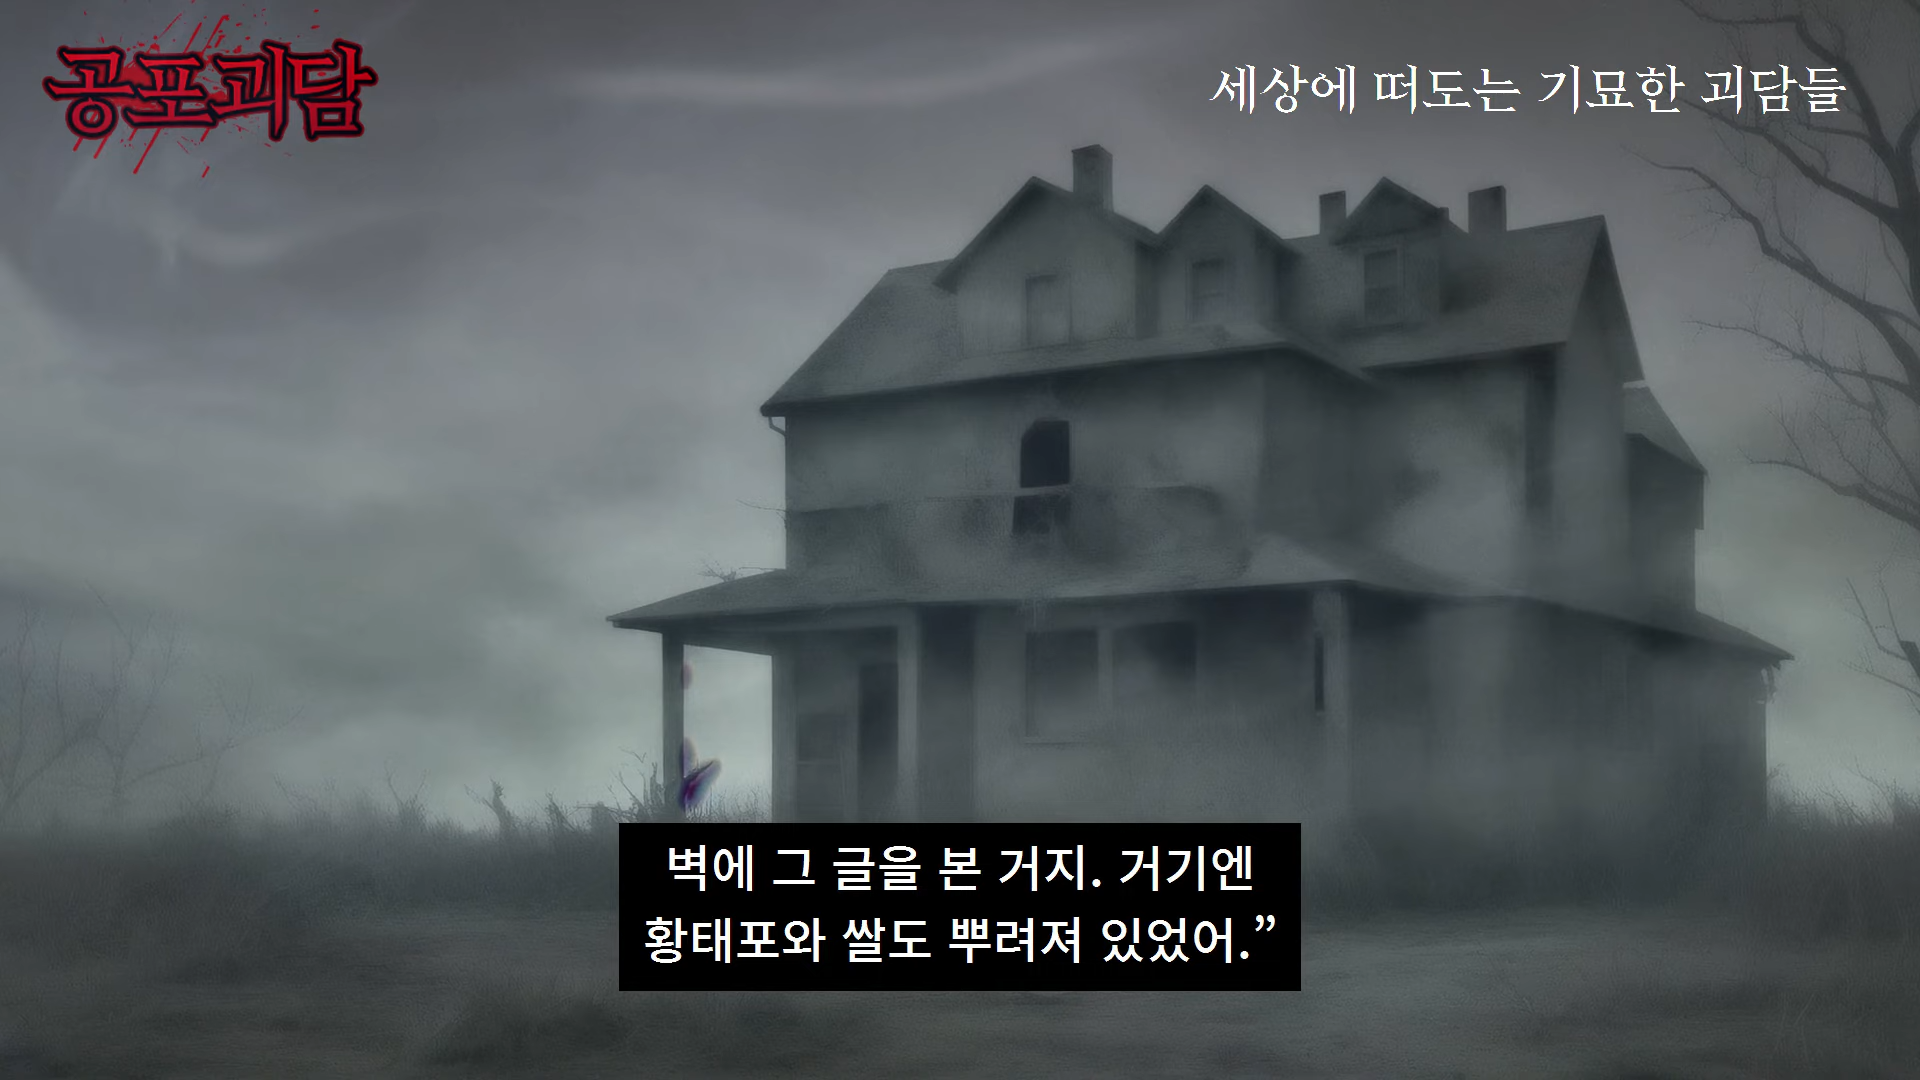 공포괴담
세상에 떠도는 기묘한 괴담들
벽에 그 글을 본 거지. 거기엔
황태포와 쌀도 뿌려져 있었어.”